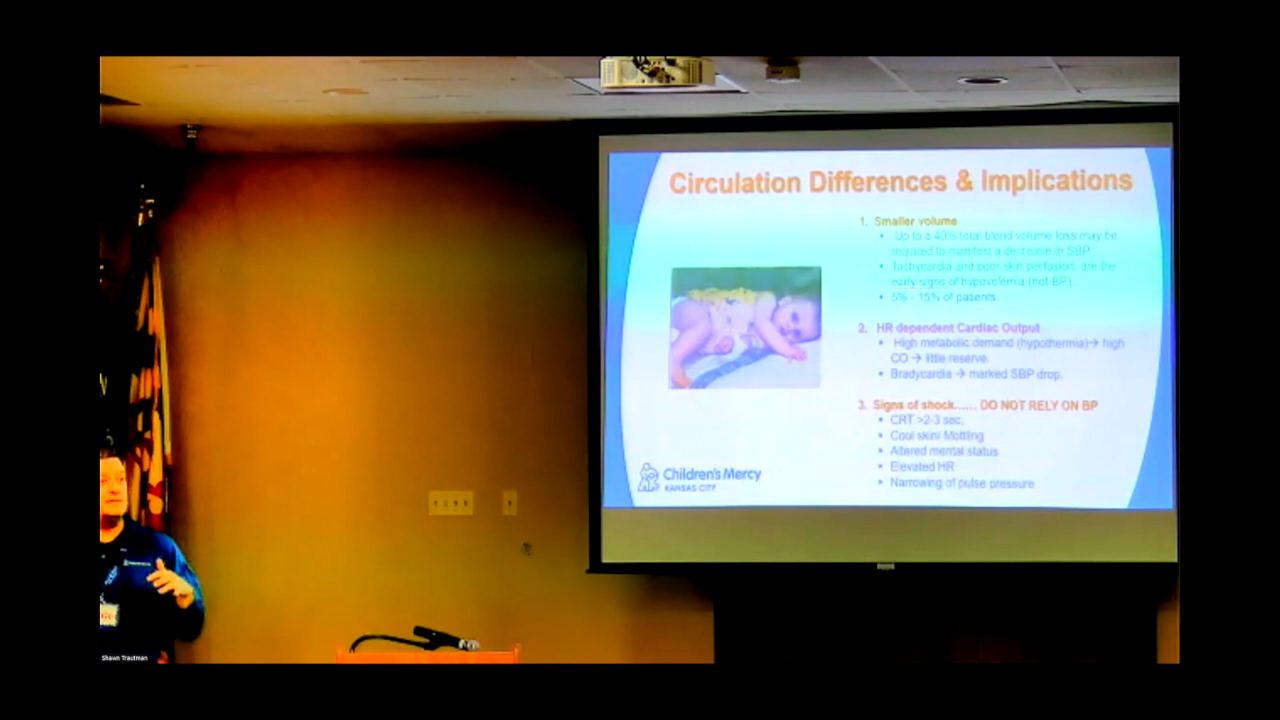 Circulation Differences & Implications
1. Smaller volume
Up to a 40% total blood volume loss may be
required to manifest a decrease in SBP.
Tachycardia and poor skin perfusion are the
early signs of hypovolemia (not BP)
5% - 15% of patients
2. HR dependent Cardiac Output
High metabolic demand (hypothermia)→ high
CO → little reserve.
Bradycardia → marked SBP drop.
3. Signs of shock...... DO NOT RELY ON BP
CRT >2-3 sec,
Cool skin/ Mottling
Altered mental status
Elevated HR
Narrowing of pulse pressure
Children's Mercy
KANSAS CITY
Shawn Trautman